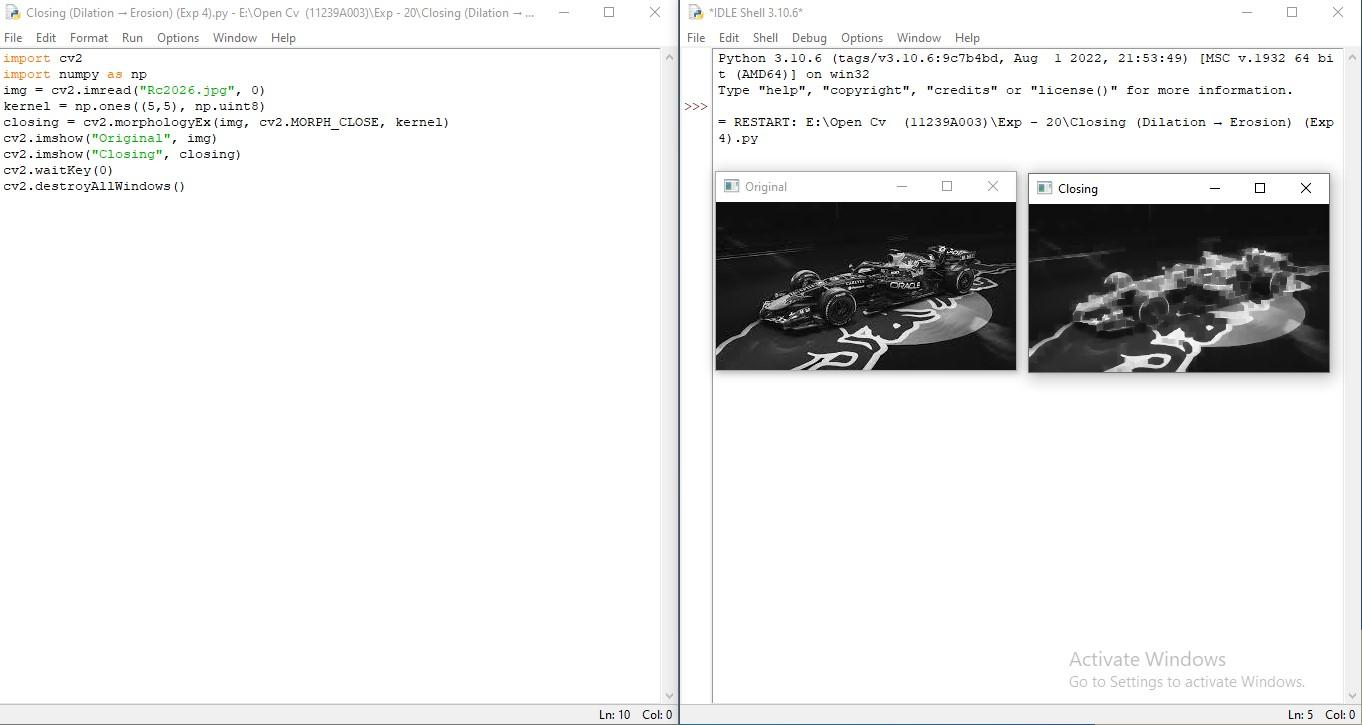 Closing (Dilation → Erosion) (Exp 4).py - E:\Open Cv (11239A003)\Exp - 20\Closing (Dilation → ...
File Edit Format Run Options Window Help
import cv2
import numpy as np
img = cv2.imread("Rc2026.jpg", 0)
kernel = np.ones((5,5), np.uint8)
closing = cv2.morphologyEx(img, cv2.MORPH_CLOSE, kernel)
cv2.imshow("Original", img)
cv2.imshow("Closing", closing)
cv2.waitKey(0)
cv2.destroyAllWindows()
Ln: 10 Col: 0
*IDLE Shell 3.10.6*
File Edit Shell Debug Options Window Help
Python 3.10.6 (tags/v3.10.6:9c7b4bd, Aug  1 2022, 21:53:49) [MSC v.1932 64 bi
t (AMD64)] on win32
Type "help", "copyright", "credits" or "license()" for more information.
>>>
= RESTART: E:\Open Cv  (11239A003)\Exp - 20\Closing (Dilation → Erosion) (Exp
4).py
Original
ORACLE
Closing
Activate Windows
Go to Settings to activate Windows.
Ln: 5 Col: 0